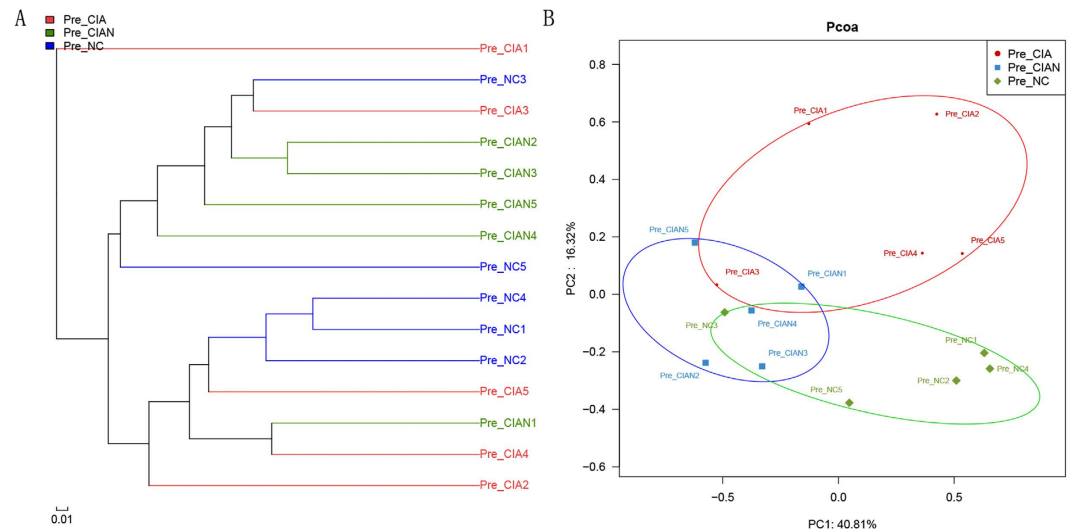 A
Pre_CIA
Pre_CIAN
Pre_NC
Pre_CIA1
Pre_NC3
Pre_CIA3
Pre_CIAN2
Pre_CIAN3
Pre_CIAN5
Pre_CIAN4
Pre_NC5
Pre_NC4
Pre_NC1
Pre_NC2
Pre_CIA5
Pre_CIAN1
Pre_CIA4
Pre_CIA2
0.01
B
Pcoa
Pre_CIA
Pre_CIAN
Pre_NC
0.8
0.6
0.4
0.2
0.0
−0.2
−0.4
−0.6
PC2 : 16.32%
Pre_CIA1
Pre_CIA2
Pre_CIAN5
Pre_CIA4
Pre_CIA5
Pre_CIA3
Pre_CIAN1
Pre_NC3
Pre_CIAN4
Pre_CIAN3
Pre_CIAN2
Pre_NC1
Pre_NC4
Pre_NC2
Pre_NC5
−0.5
0.0
0.5
PC1: 40.81%